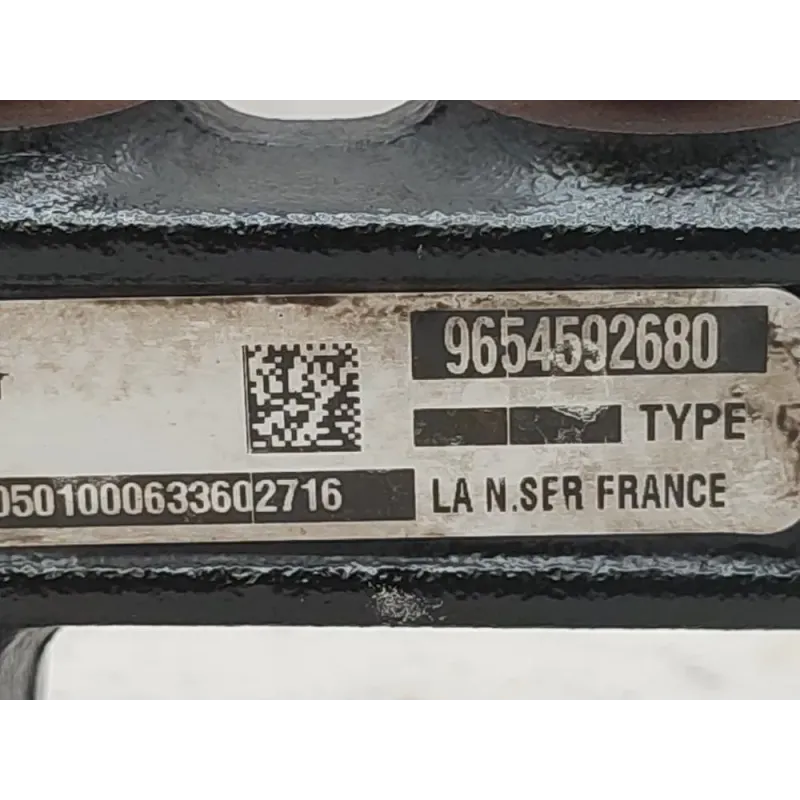 9654592680
TYPE
0501000633602716 LA N.SER FRANCE